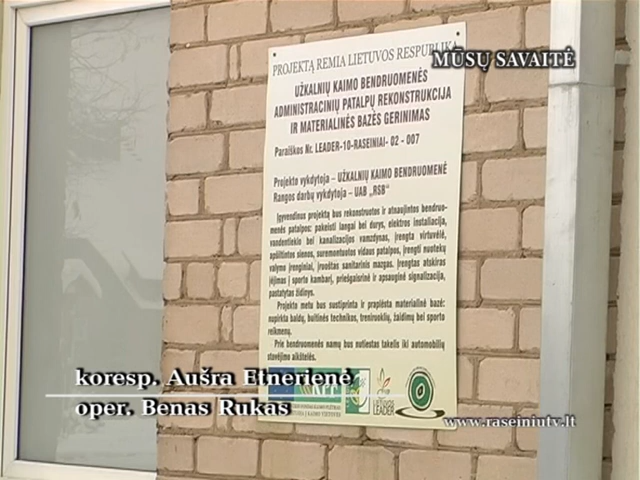 MŪSŲ SAVAITĖ
PROJEKTĄ REMIA LIETUVOS RESPUBLIKA
UŽKALNIŲ KAIMO BENDRUOMENĖS
ADMINISTRACINIŲ PATALPŲ REKONSTRUKCIJA
IR MATERIALINĖS BAZĖS GERINIMAS
Paraiškos Nr. LEADER-10-RASEINIAI- 02 - 007
Projekto vykdytoja – UŽKALNIŲ KAIMO BENDRUOMENĖ
Rangos darbų vykdytoja – UAB „RSB“
Įgyvendinus projektą bus rekonstruotos ir atnaujintos bendruo-
menės patalpos: pakeisti langai bei durys, elektros instaliacija,
vandentiekio bei kanalizacijos vamzdynas, įrengta virtuvėlė,
apšiltintos sienos, suremontuotos vidaus patalpos, įrengti nuotekų
valymo įrenginiai, įruoštas sanitarinis mazgas. Įrengtas atskiras
įėjimas į sporto kambarį, priešgaisrinė ir apsauginė signalizacija,
pastatytas židinys.
Projekto metu bus sustiprinta ir praplėsta materialinė bazė:
nupirkta baldų, buitinės technikos, treniruoklių, žaidimų bei sporto
reikmenų.
Prie bendruomenės namų bus nutiestas takelis iki automobilių
stovėjimo aikštelės.
koresp. Aušra Etnerienė
oper. Benas Rukas
LEADER
www.raseiniutv.lt